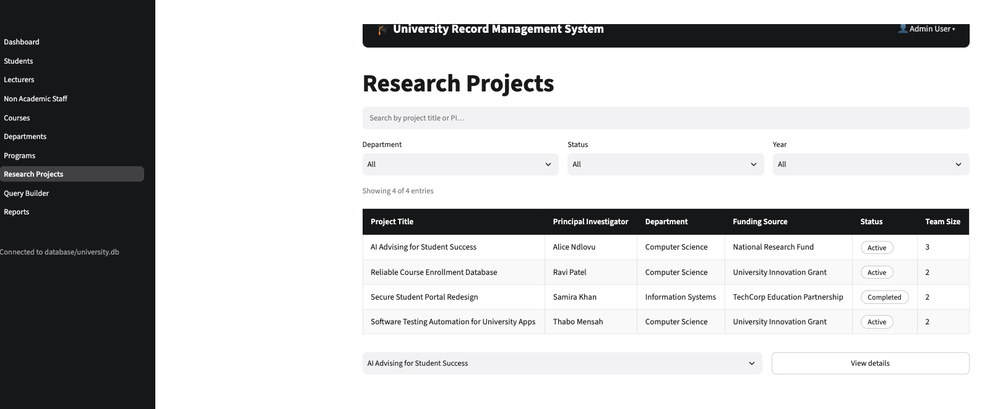 Dashboard
Students
Lecturers
Non Academic Staff
Courses
Departments
Programs
Research Projects
Query Builder
Reports
Connected to database/university.db
🎓 University Record Management System
👤 Admin User ▾
Research Projects
Search by project title or PI...
Department Status Year
All All All
Showing 4 of 4 entries
Project Title Principal Investigator Department Funding Source Status Team Size
AI Advising for Student Success Alice Ndlovu Computer Science National Research Fund Active 3
Reliable Course Enrollment Database Ravi Patel Computer Science University Innovation Grant Active 2
Secure Student Portal Redesign Samira Khan Information Systems TechCorp Education Partnership Completed 2
Software Testing Automation for University Apps Thabo Mensah Computer Science University Innovation Grant Active 2
AI Advising for Student Success View details